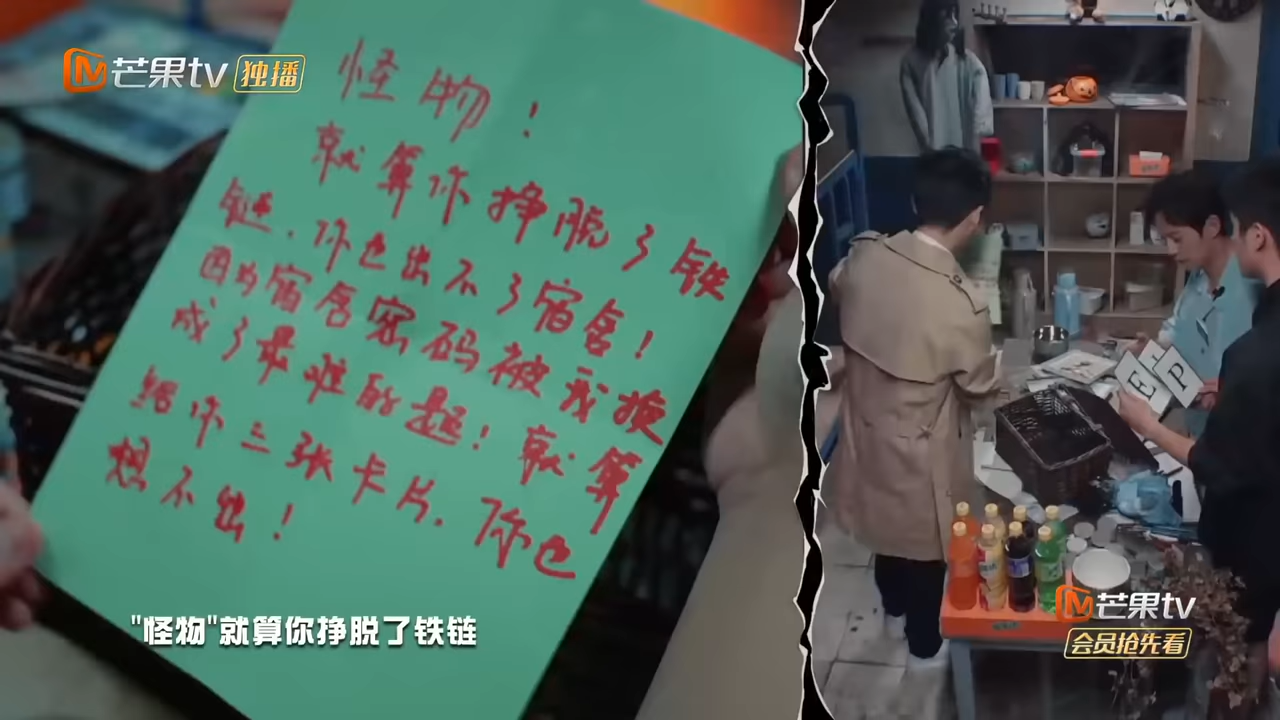 芒果tv 独播
怪物！
就算你挣脱了铁
链，你也出不了宿舍！
因为宿舍密码被我换
成了最难的题！就算
给你三张卡片，你也
想不出！
"怪物"就算你挣脱了铁链
E P
芒果tv
会员抢先看